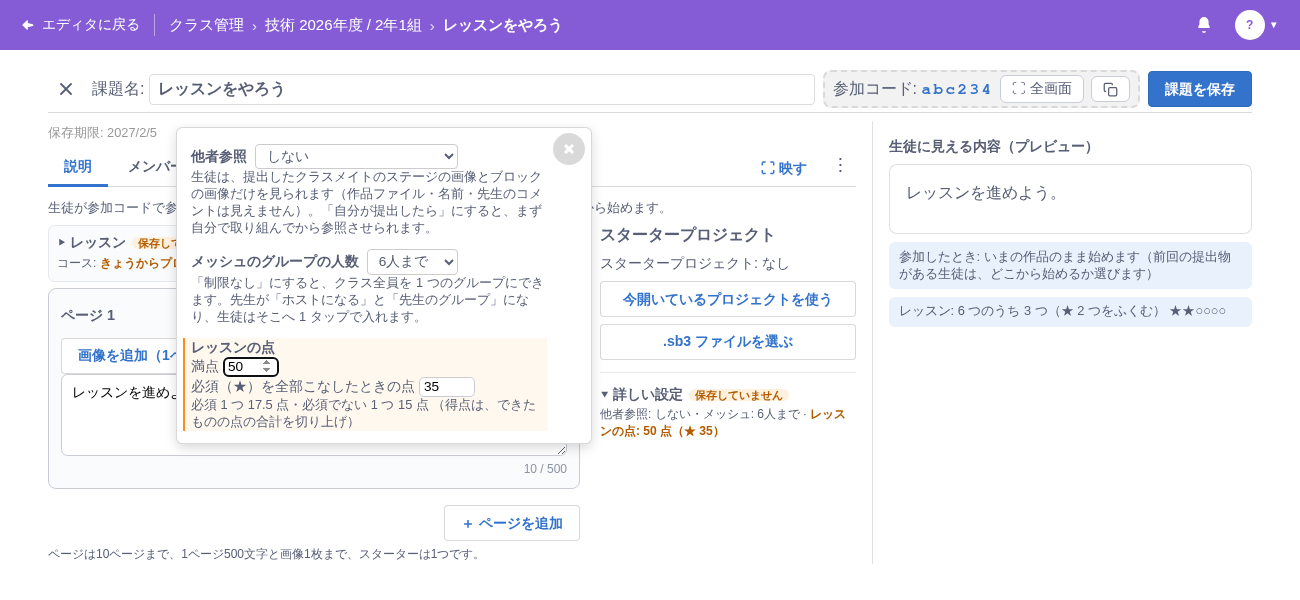 エディタに戻る
クラス管理 › 技術 2026年度 / 2年1組 › レッスンをやろう
?
課題名: レッスンをやろう
参加コード: abc234
全画面
課題を保存
保存期限: 2027/2/5
説明
メンバー
映す
生徒が参加コードで参
から始めます。
レッスン
保存して
コース: きょうからプロ
ページ 1
画像を追加（1ペ
レッスンを進めよ
10 / 500
＋ ページを追加
ページは10ページまで、1ページ500文字と画像1枚まで、スターターは1つです。
他者参照 しない
生徒は、提出したクラスメイトのステージの画像とブロック
の画像だけを見られます（作品ファイル・名前・先生のコメ
ントは見えません）。「自分が提出したら」にすると、まず
自分で取り組んでから参照させられます。
メッシュのグループの人数 6人まで
「制限なし」にすると、クラス全員を 1 つのグループにでき
ます。先生が「ホストになる」と「先生のグループ」にな
り、生徒はそこへ 1 タップで入れます。
レッスンの点
満点 50
必須（★）を全部こなしたときの点 35
必須 1 つ 17.5 点・必須でない 1 つ 15 点 （得点は、できた
ものの点の合計を切り上げ）
スタータープロジェクト
スタータープロジェクト: なし
今開いているプロジェクトを使う
.sb3 ファイルを選ぶ
詳しい設定 保存していません
他者参照: しない・メッシュ: 6人まで · レッス
ンの点: 50 点（★ 35）
生徒に見える内容（プレビュー）
レッスンを進めよう。
参加したとき: いまの作品のまま始めます（前回の提出物
がある生徒は、どこから始めるか選びます）
レッスン: 6 つのうち 3 つ（★ 2 つをふくむ） ★★○○○○